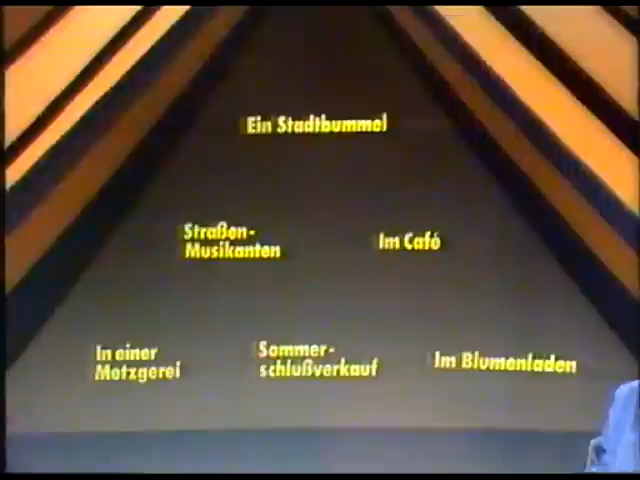 Ein Stadtbummel
Straßen-
Musikanten
Im Café
In einer
Metzgerei
Sommer-
schlußverkauf
Im Blumenladen